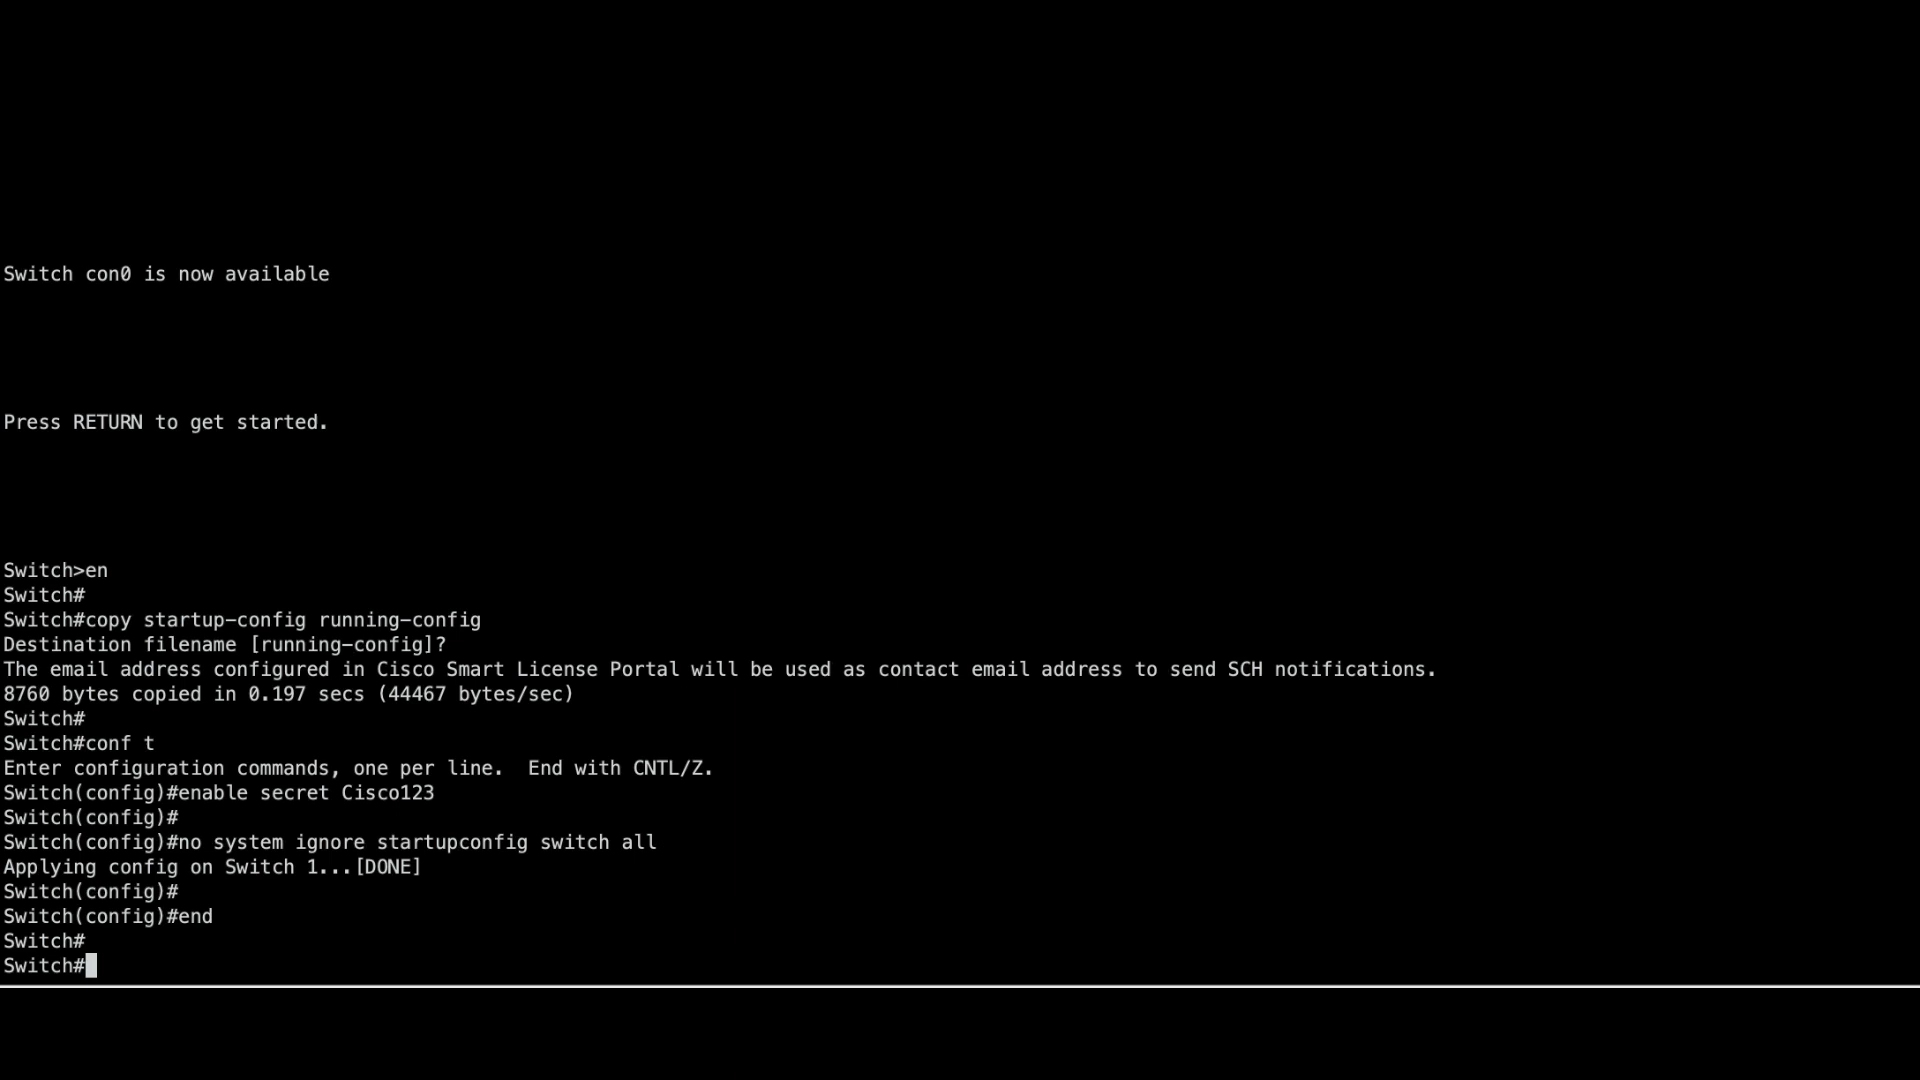 Switch con0 is now available
Press RETURN to get started.
Switch>en
Switch#
Switch#copy startup-config running-config
Destination filename [running-config]?
The email address configured in Cisco Smart License Portal will be used as contact email address to send SCH notifications.
8760 bytes copied in 0.197 secs (44467 bytes/sec)
Switch#
Switch#conf t
Enter configuration commands, one per line.  End with CNTL/Z.
Switch(config)#enable secret Cisco123
Switch(config)#
Switch(config)#no system ignore startupconfig switch all
Applying config on Switch 1...[DONE]
Switch(config)#
Switch(config)#end
Switch#
Switch#